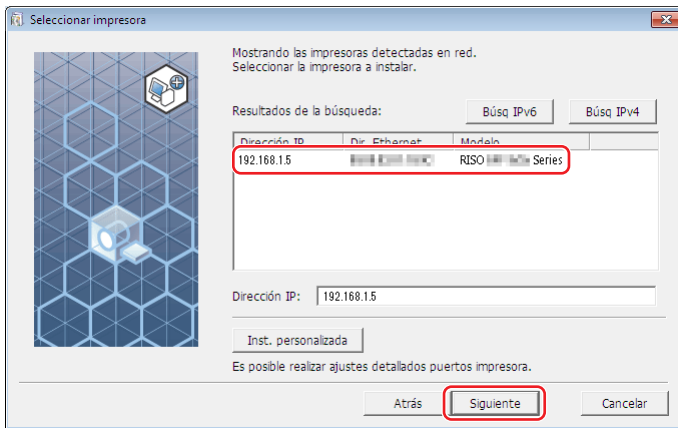 Seleccionar impresora
Mostrando las impresoras detectadas en red.
Seleccionar la impresora a instalar.
Resultados de la búsqueda:
Búsq IPv6
Búsq IPv4
Dirección IP Dir. Ethernet Modelo
192.168.1.5 RISO Series
Dirección IP: 192.168.1.5
Inst. personalizada
Es posible realizar ajustes detallados puertos impresora.
Atrás
Siguiente
Cancelar